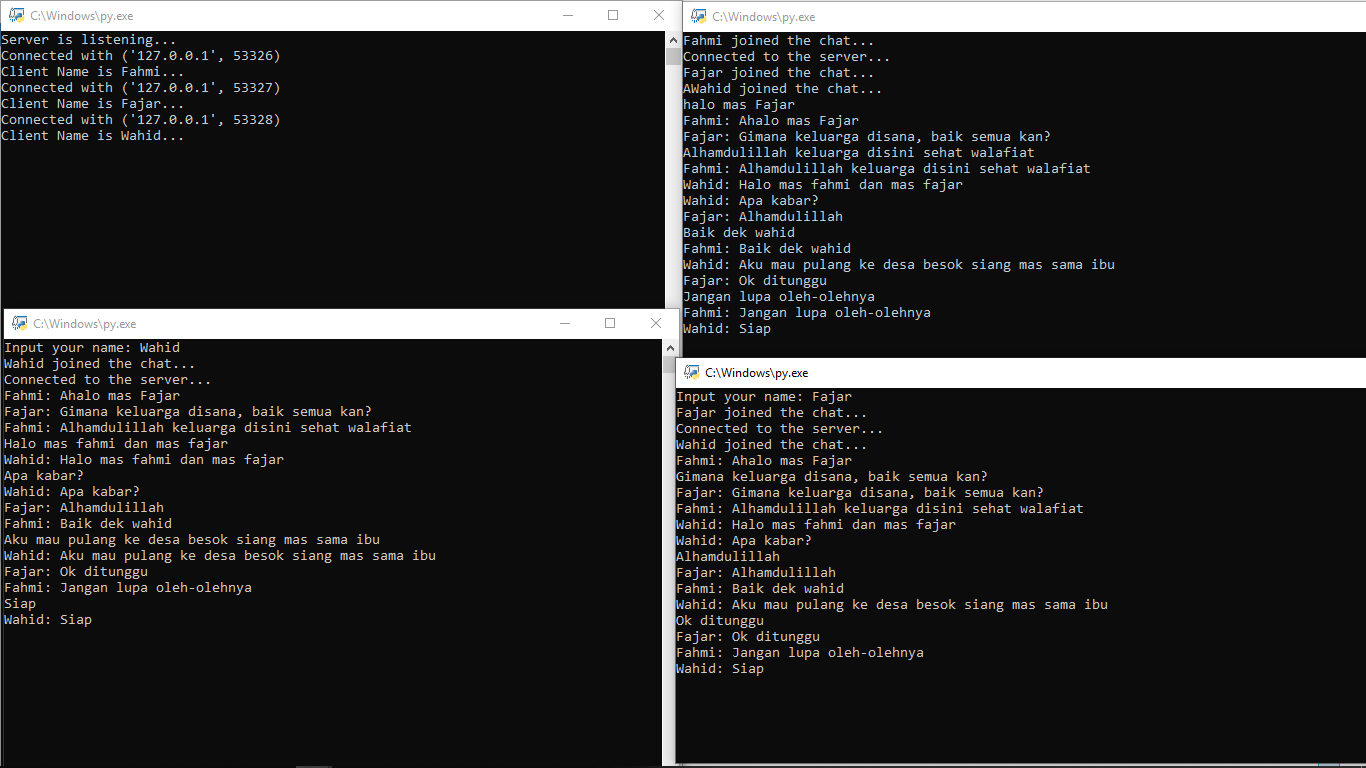 C:\Windows\py.exe
Server is listening...
Connected with ('127.0.0.1', 53326)
Client Name is Fahmi...
Connected with ('127.0.0.1', 53327)
Client Name is Fajar...
Connected with ('127.0.0.1', 53328)
Client Name is Wahid...
C:\Windows\py.exe
Fahmi joined the chat...
Connected to the server...
Fajar joined the chat...
AWahid joined the chat...
halo mas Fajar
Fahmi: Ahalo mas Fajar
Fajar: Gimana keluarga disana, baik semua kan?
Alhamdulillah keluarga disini sehat walafiat
Fahmi: Alhamdulillah keluarga disini sehat walafiat
Wahid: Halo mas fahmi dan mas fajar
Wahid: Apa kabar?
Fajar: Alhamdulillah
Baik dek wahid
Fahmi: Baik dek wahid
Wahid: Aku mau pulang ke desa besok siang mas sama ibu
Fajar: Ok ditunggu
Jangan lupa oleh-olehnya
Fahmi: Jangan lupa oleh-olehnya
Wahid: Siap
C:\Windows\py.exe
Input your name: Wahid
Wahid joined the chat...
Connected to the server...
Fahmi: Ahalo mas Fajar
Fajar: Gimana keluarga disana, baik semua kan?
Fahmi: Alhamdulillah keluarga disini sehat walafiat
Halo mas fahmi dan mas fajar
Wahid: Halo mas fahmi dan mas fajar
Apa kabar?
Wahid: Apa kabar?
Fajar: Alhamdulillah
Fahmi: Baik dek wahid
Aku mau pulang ke desa besok siang mas sama ibu
Wahid: Aku mau pulang ke desa besok siang mas sama ibu
Fajar: Ok ditunggu
Fahmi: Jangan lupa oleh-olehnya
Siap
Wahid: Siap
C:\Windows\py.exe
Input your name: Fajar
Fajar joined the chat...
Connected to the server...
Wahid joined the chat...
Fahmi: Ahalo mas Fajar
Gimana keluarga disana, baik semua kan?
Fajar: Gimana keluarga disana, baik semua kan?
Fahmi: Alhamdulillah keluarga disini sehat walafiat
Wahid: Halo mas fahmi dan mas fajar
Wahid: Apa kabar?
Alhamdulillah
Fajar: Alhamdulillah
Fahmi: Baik dek wahid
Wahid: Aku mau pulang ke desa besok siang mas sama ibu
Ok ditunggu
Fajar: Ok ditunggu
Fahmi: Jangan lupa oleh-olehnya
Wahid: Siap